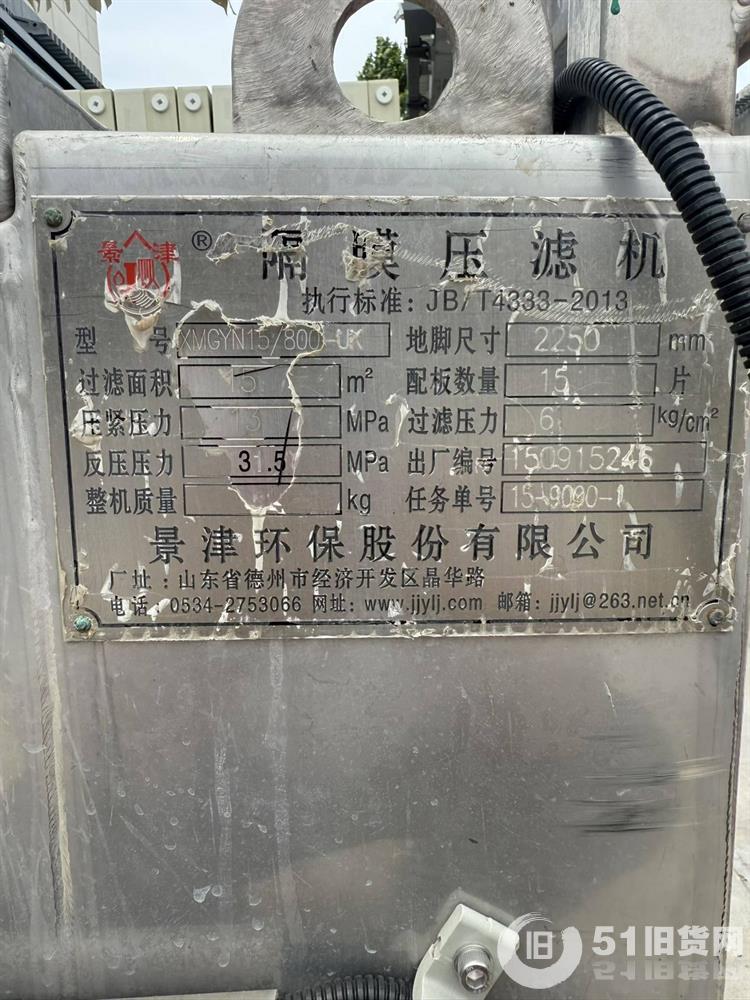 景津 ® 隔膜压滤机
执行标准：JB/T4333-2013
型号 XMGYN15/800-UK 地脚尺寸 2250 mm
过滤面积 15 m² 配板数量 15 片
压紧压力 13 MPa 过滤压力 6 kg/cm²
反压压力 31.5 MPa 出厂编号 150915246
整机质量 kg 任务单号 15-9090-1
景津环保股份有限公司
厂址：山东省德州市经济开发区晶华路
电话：0534-2753066 网址：www.jjylj.com 邮箱：jjylj@263.net.cn
旧 51旧货网